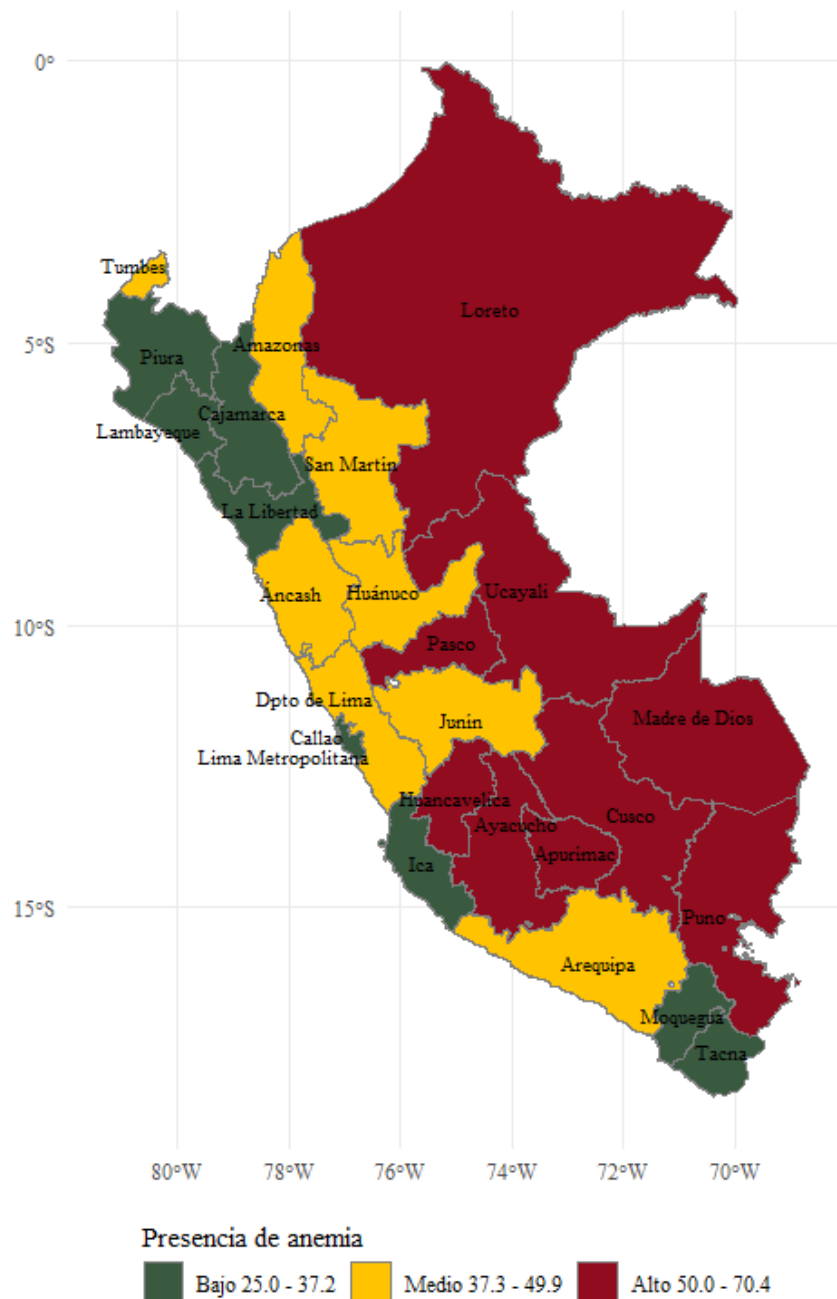 0°
Tumbes
Loreto
5°S
Amazonas
Piura
Cajamarca
Lambayeque
San Martin
La Libertad
Áncash
Huánuco
Ucayali
10°S
Pasco
Dpto de Lima
Junin
Madre de Dios
Callao
Lima Metropolitana
Huancavelica
Cusco
Ayacucho
Apurimac
Ica
15°S
Puno
Arequipa
Moquegua
Tacna
80°W 78°W 76°W 74°W 72°W 70°W
Presencia de anemia
Bajo 25.0 - 37.2 Medio 37.3 - 49.9 Alto 50.0 - 70.4